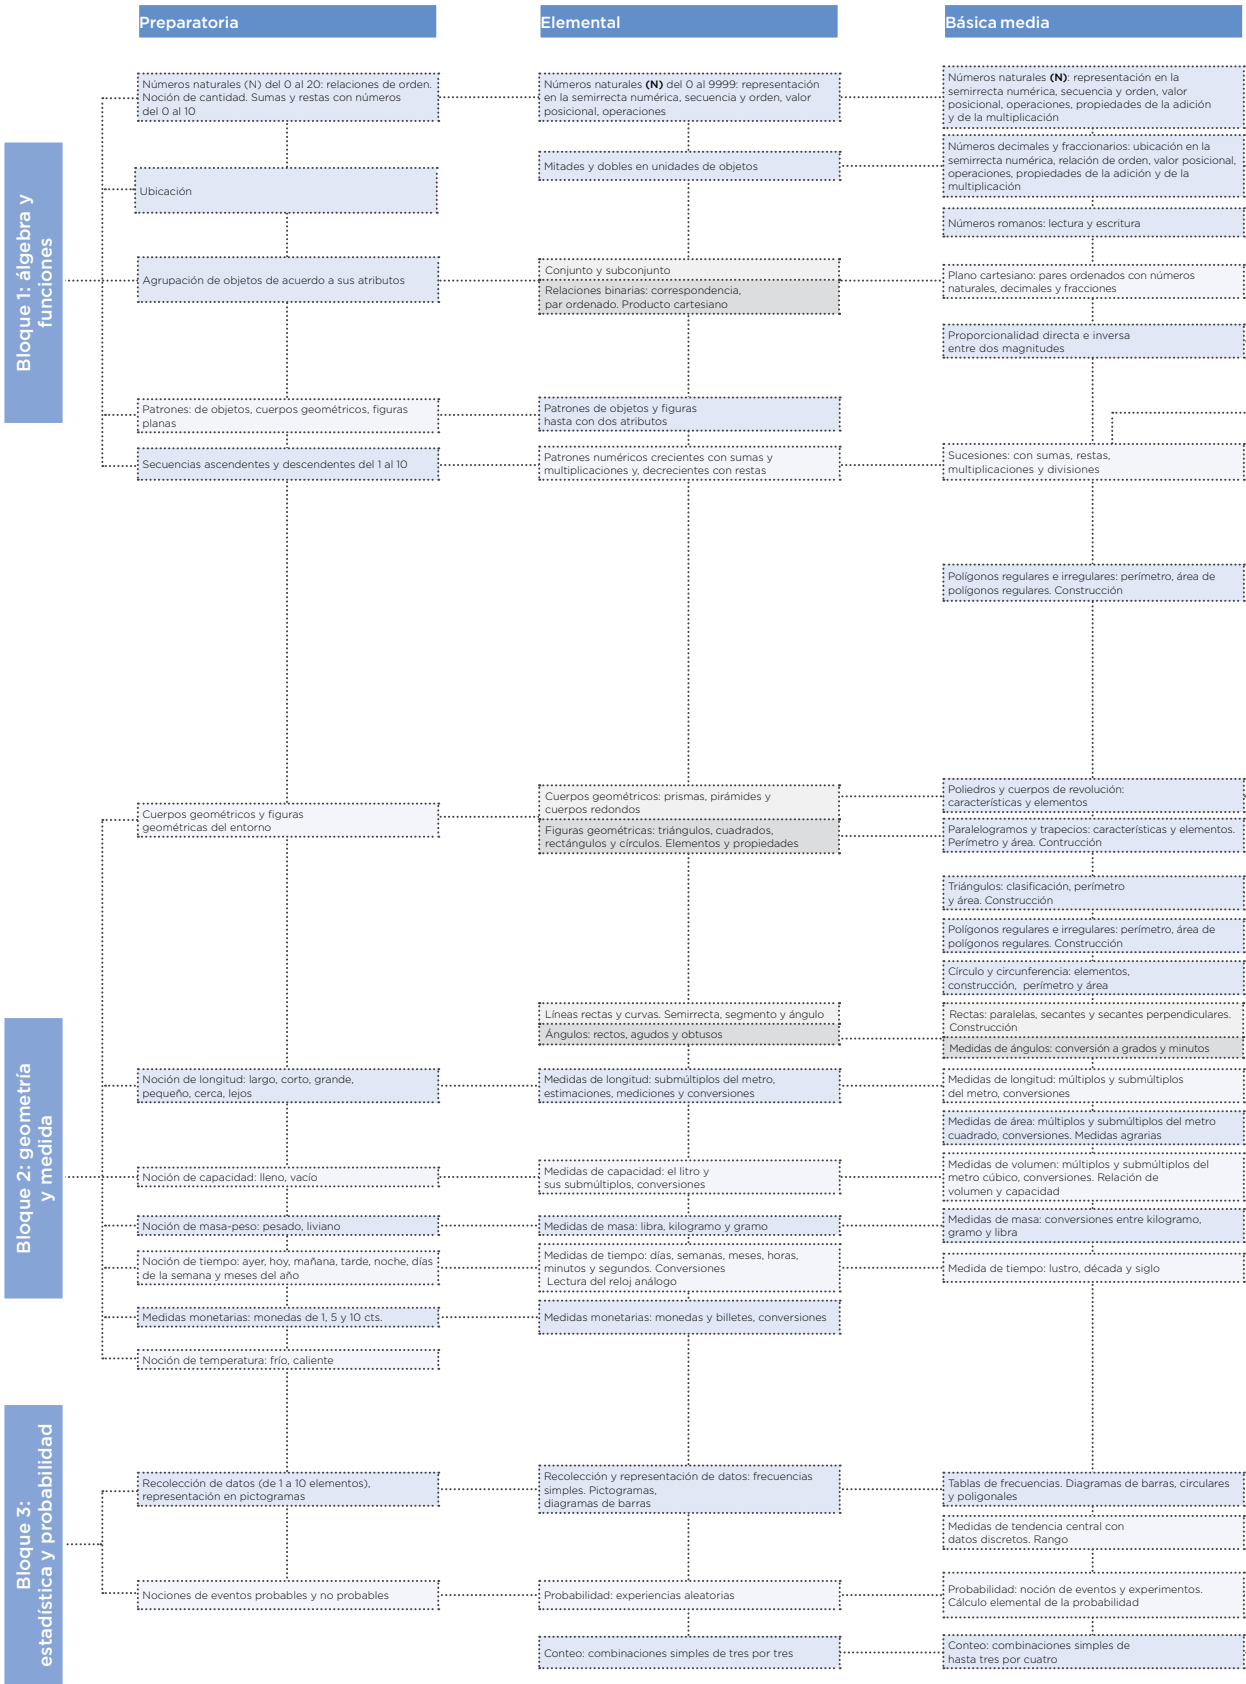 Preparatoria
Elemental
Básica media
Bloque 1: álgebra y
funciones
Números naturales (N) del 0 al 20: relaciones de orden.
Noción de cantidad. Sumas y restas con números
del 0 al 10
Números naturales (N) del 0 al 9999: representación
en la semirrecta numérica, secuencia y orden, valor
posicional, operaciones
Números naturales (N): representación en la
semirrecta numérica, secuencia y orden, valor
posicional, operaciones, propiedades de la adición
y de la multiplicación
Mitades y dobles en unidades de objetos
Números decimales y fraccionarios: ubicación en la
semirrecta numérica, relación de orden, valor posicional,
operaciones, propiedades de la adición y de la
multiplicación
Ubicación
Números romanos: lectura y escritura
Agrupación de objetos de acuerdo a sus atributos
Conjunto y subconjunto
Relaciones binarias: correspondencia,
par ordenado. Producto cartesiano
Plano cartesiano: pares ordenados con números
naturales, decimales y fracciones
Proporcionalidad directa e inversa
entre dos magnitudes
Patrones: de objetos, cuerpos geométricos, figuras
planas
Patrones de objetos y figuras
hasta con dos atributos
Secuencias ascendentes y descendentes del 1 al 10
Patrones numéricos crecientes con sumas y
multiplicaciones y, decrecientes con restas
Sucesiones: con sumas, restas,
multiplicaciones y divisiones
Polígonos regulares e irregulares: perímetro, área de
polígonos regulares. Construcción
Bloque 2: geometría
y medida
Cuerpos geométricos y figuras
geométricas del entorno
Cuerpos geométricos: prismas, pirámides y
cuerpos redondos
Figuras geométricas: triángulos, cuadrados,
rectángulos y círculos. Elementos y propiedades
Poliedros y cuerpos de revolución:
características y elementos
Paralelogramos y trapecios: características y elementos.
Perímetro y área. Contrucción
Triángulos: clasificación, perímetro
y área. Construcción
Polígonos regulares e irregulares: perímetro, área de
polígonos regulares. Construcción
Círculo y circunferencia: elementos,
construcción, perímetro y área
Líneas rectas y curvas. Semirrecta, segmento y ángulo
Ángulos: rectos, agudos y obtusos
Rectas: paralelas, secantes y secantes perpendiculares.
Construcción
Medidas de ángulos: conversión a grados y minutos
Noción de longitud: largo, corto, grande,
pequeño, cerca, lejos
Medidas de longitud: submúltiplos del metro,
estimaciones, mediciones y conversiones
Medidas de longitud: múltiplos y submúltiplos
del metro, conversiones
Medidas de área: múltiplos y submúltiplos del metro
cuadrado, conversiones. Medidas agrarias
Noción de capacidad: lleno, vacío
Medidas de capacidad: el litro y
sus submúltiplos, conversiones
Medidas de volumen: múltiplos y submúltiplos del
metro cúbico, conversiones. Relación de
volumen y capacidad
Noción de masa-peso: pesado, liviano
Medidas de masa: libra, kilogramo y gramo
Medidas de masa: conversiones entre kilogramo,
gramo y libra
Noción de tiempo: ayer, hoy, mañana, tarde, noche, días
de la semana y meses del año
Medidas de tiempo: días, semanas, meses, horas,
minutos y segundos. Conversiones
Lectura del reloj análogo
Medida de tiempo: lustro, década y siglo
Medidas monetarias: monedas de 1, 5 y 10 cts.
Medidas monetarias: monedas y billetes, conversiones
Noción de temperatura: frío, caliente
Bloque 3:
estadística y probabilidad
Recolección de datos (de 1 a 10 elementos),
representación en pictogramas
Recolección y representación de datos: frecuencias
simples. Pictogramas,
diagramas de barras
Tablas de frecuencias. Diagramas de barras, circulares
y poligonales
Medidas de tendencia central con
datos discretos. Rango
Nociones de eventos probables y no probables
Probabilidad: experiencias aleatorias
Probabilidad: noción de eventos y experimentos.
Cálculo elemental de la probabilidad
Conteo: combinaciones simples de tres por tres
Conteo: combinaciones simples de
hasta tres por cuatro